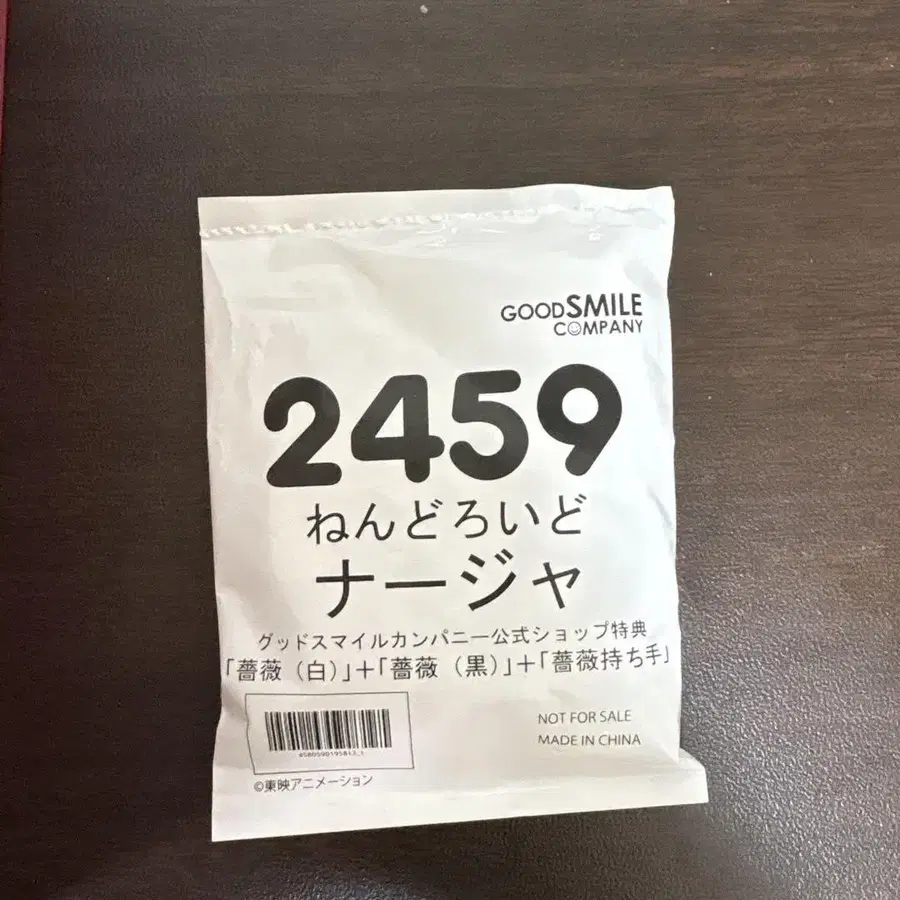 GOODSMILE
COMPANY
2459
ねんどろいど
ナージャ
グッドスマイルカンパニー公式ショップ特典
「薔薇（白）」＋「薔薇（黒）」＋「薔薇持ち手」
NOT FOR SALE
MADE IN CHINA
©東映アニメーション